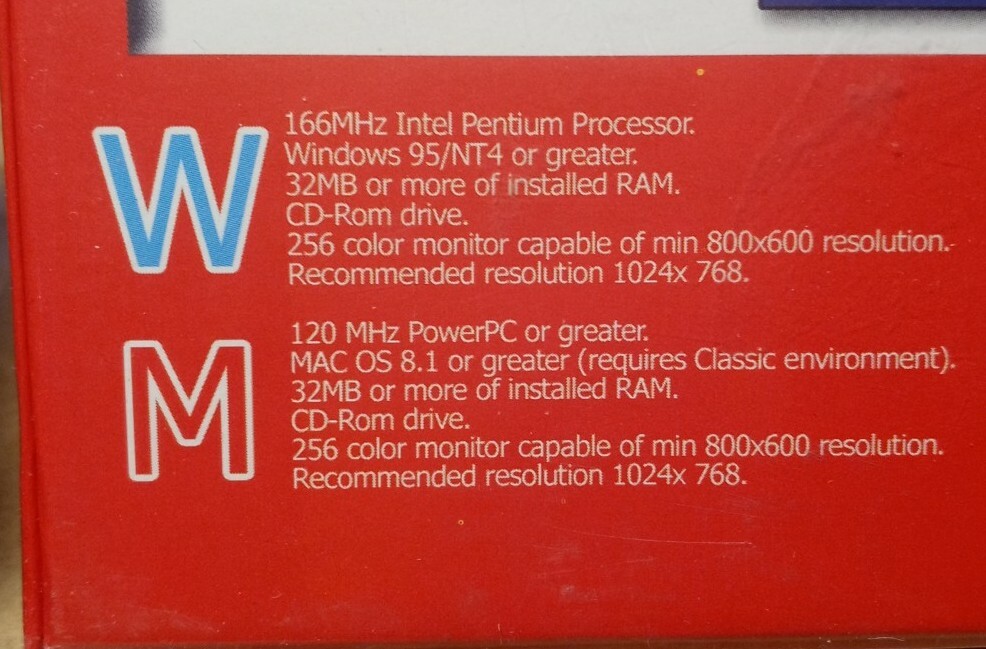 W
166MHz Intel Pentium Processor.
Windows 95/NT4 or greater.
32MB or more of installed RAM.
CD-Rom drive.
256 color monitor capable of min 800x600 resolution.
Recommended resolution 1024x 768.
M
120 MHz PowerPC or greater.
MAC OS 8.1 or greater (requires Classic environment).
32MB or more of installed RAM.
CD-Rom drive.
256 color monitor capable of min 800x600 resolution.
Recommended resolution 1024x 768.